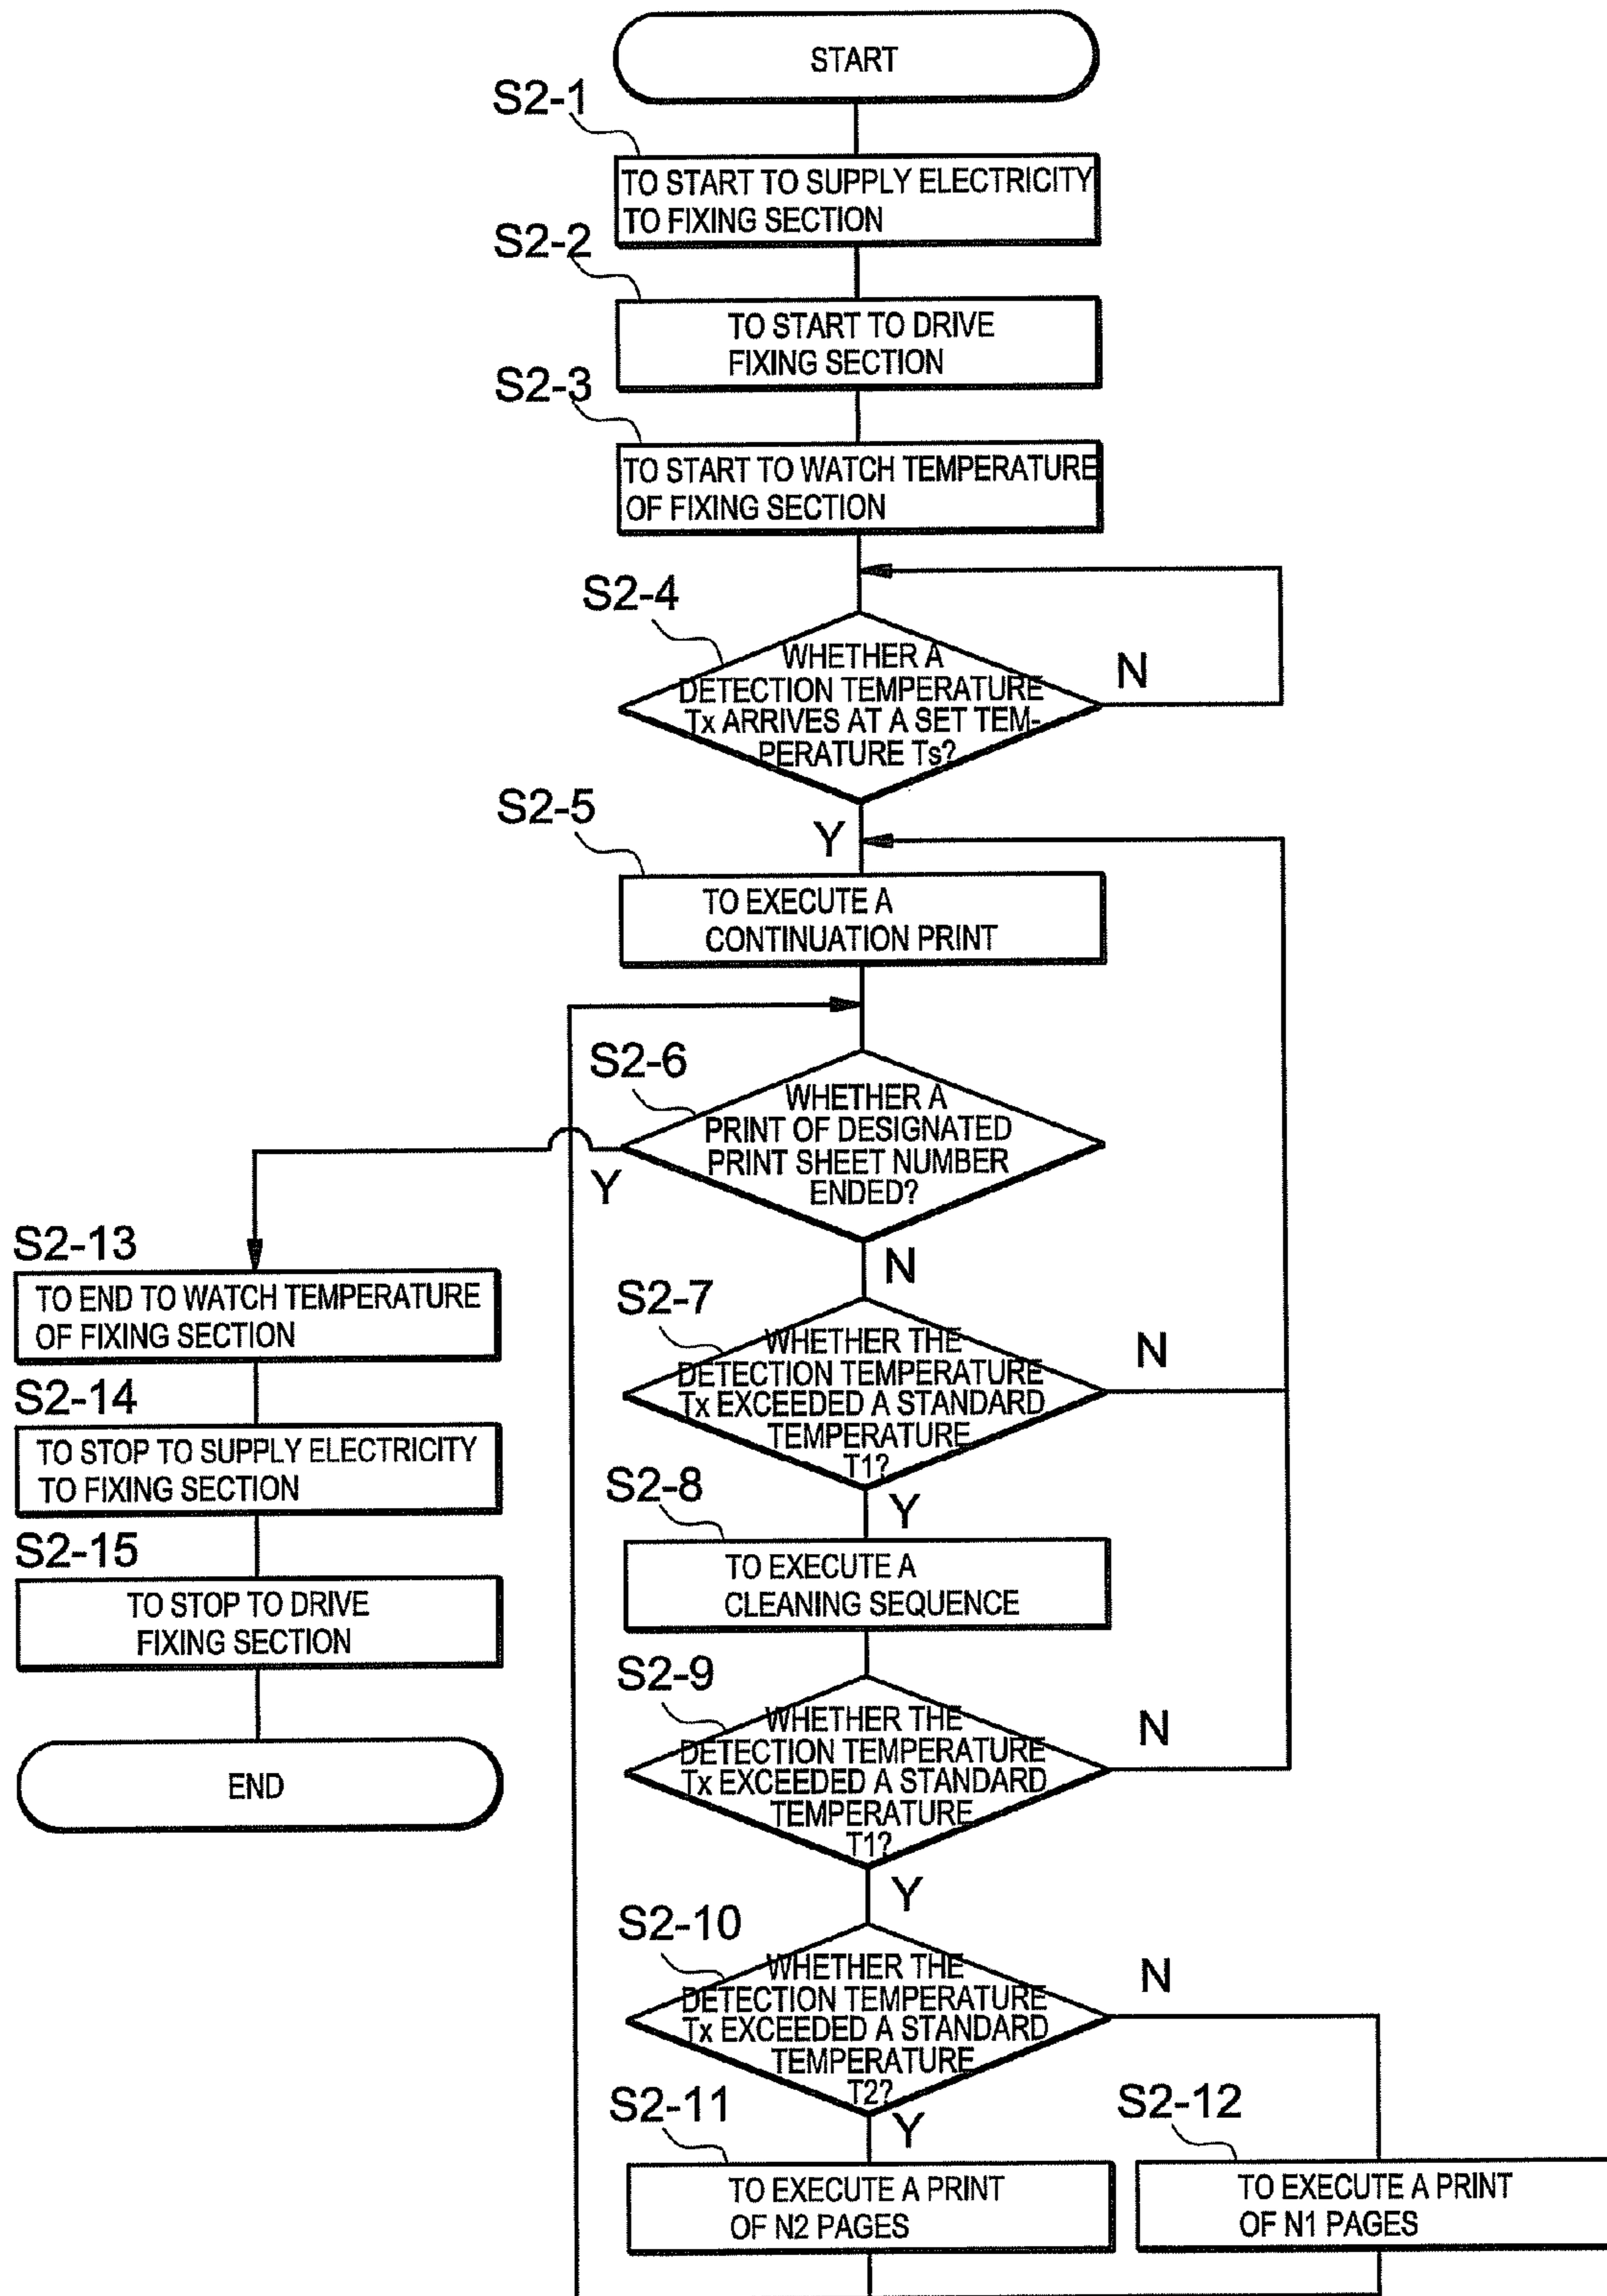 START
S2-1
TO START TO SUPPLY ELECTRICITY
TO FIXING SECTION
S2-2
TO START TO DRIVE
FIXING SECTION
S2-3
TO START TO WATCH TEMPERATURE
OF FIXING SECTION
S2-4
WHETHER A
DETECTION TEMPERATURE
Tx ARRIVES AT A SET TEM-
PERATURE Ts?
N
Y
S2-5
TO EXECUTE A
CONTINUATION PRINT
S2-6
WHETHER A
PRINT OF DESIGNATED
PRINT SHEET NUMBER
ENDED?
Y
N
S2-7
WHETHER THE
DETECTION TEMPERATURE
Tx EXCEEDED A STANDARD
TEMPERATURE
T1?
N
Y
S2-8
TO EXECUTE A
CLEANING SEQUENCE
S2-9
WHETHER THE
DETECTION TEMPERATURE
Tx EXCEEDED A STANDARD
TEMPERATURE
T1?
N
Y
S2-10
WHETHER THE
DETECTION TEMPERATURE
Tx EXCEEDED A STANDARD
TEMPERATURE
T2?
N
Y
S2-11
TO EXECUTE A PRINT
OF N2 PAGES
S2-12
TO EXECUTE A PRINT
OF N1 PAGES
S2-13
TO END TO WATCH TEMPERATURE
OF FIXING SECTION
S2-14
TO STOP TO SUPPLY ELECTRICITY
TO FIXING SECTION
S2-15
TO STOP TO DRIVE
FIXING SECTION
END